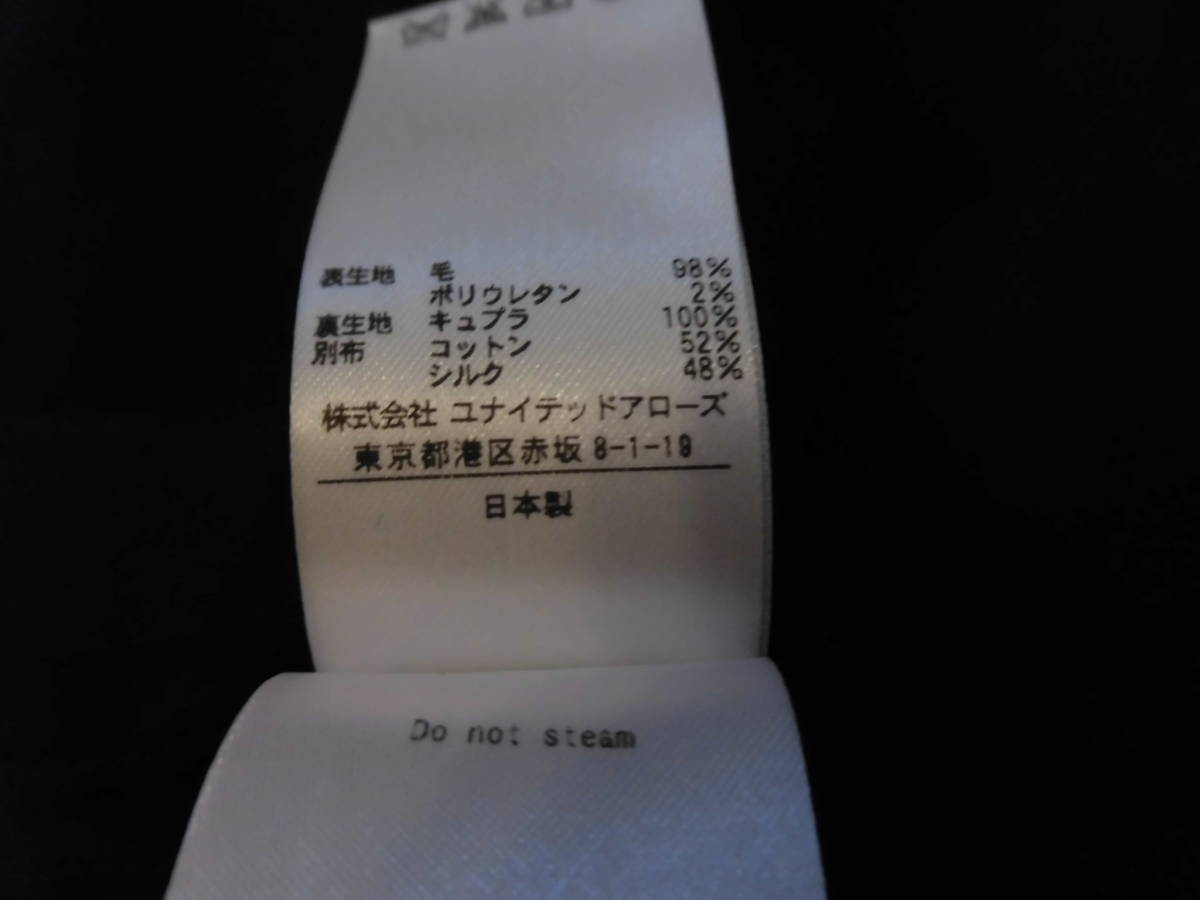 表生地 毛 98%
ポリウレタン 2%
裏生地 キュプラ 100%
別布 コットン 52%
シルク 48%
株式会社 ユナイテッドアローズ
東京都港区赤坂 8-1-19
日本製
Do not steam